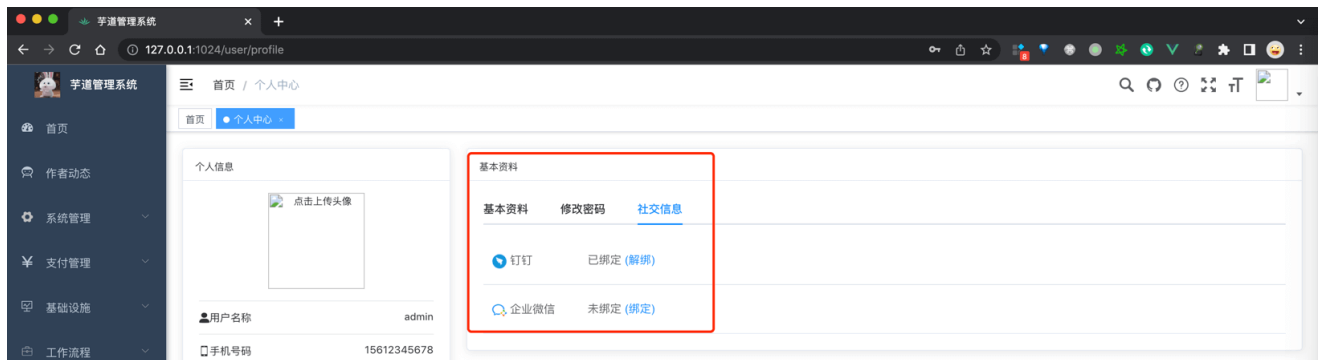 芋道管理系统
127.0.0.1:1024/user/profile
8
芋道管理系统
首页 / 个人中心
首页
个人中心 ×
首页
作者动态
系统管理
支付管理
基础设施
工作流程
个人信息
点击上传头像
用户名称 admin
手机号码 15612345678
基本资料
基本资料 修改密码 社交信息
钉钉 已绑定 (解绑)
企业微信 未绑定 (绑定)